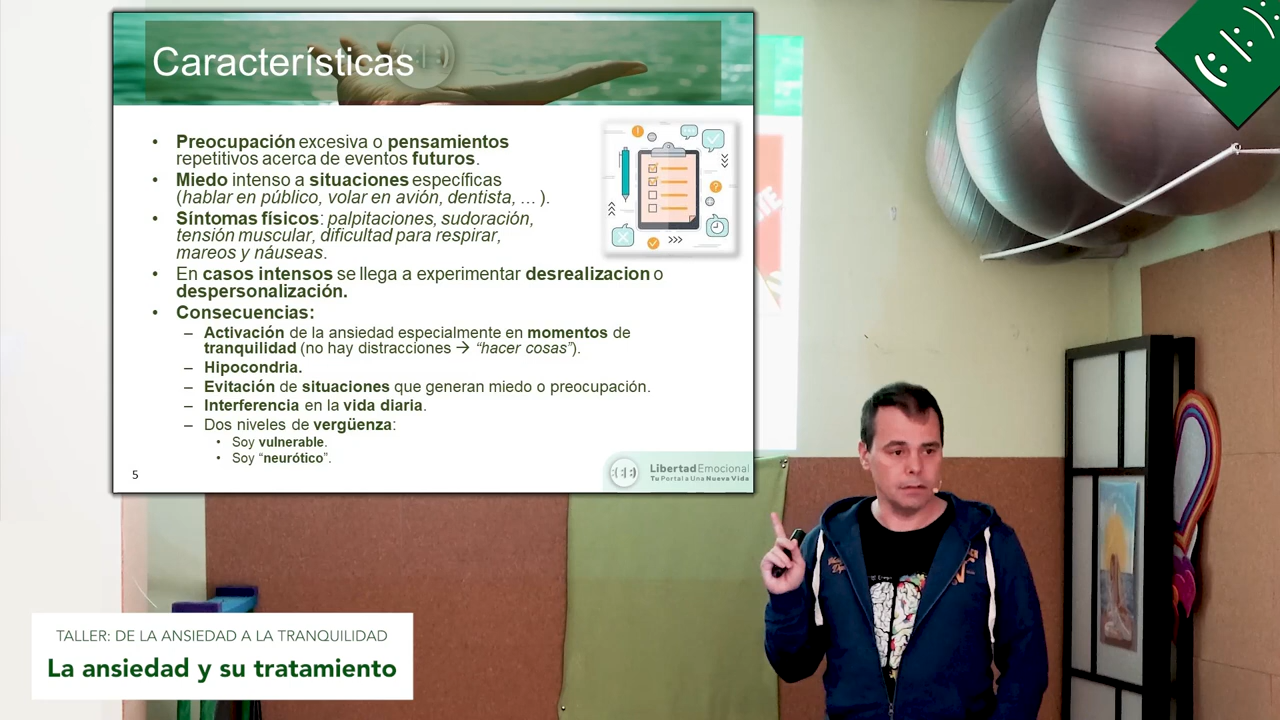 Características
• Preocupación excesiva o pensamientos
repetitivos acerca de eventos futuros.
• Miedo intenso a situaciones específicas
(hablar en público, volar en avión, dentista, ... ).
• Síntomas físicos: palpitaciones, sudoración,
tensión muscular, dificultad para respirar,
mareos y náuseas.
• En casos intensos se llega a experimentar desrealizacion o
despersonalización.
• Consecuencias:
– Activación de la ansiedad especialmente en momentos de
tranquilidad (no hay distracciones → “hacer cosas”).
– Hipocondria.
– Evitación de situaciones que generan miedo o preocupación.
– Interferencia en la vida diaria.
– Dos niveles de vergüenza:
• Soy vulnerable.
• Soy “neurótico”.
5
Libertad Emocional
Tu Portal a Una Nueva Vida
TALLER: DE LA ANSIEDAD A LA TRANQUILIDAD
La ansiedad y su tratamiento